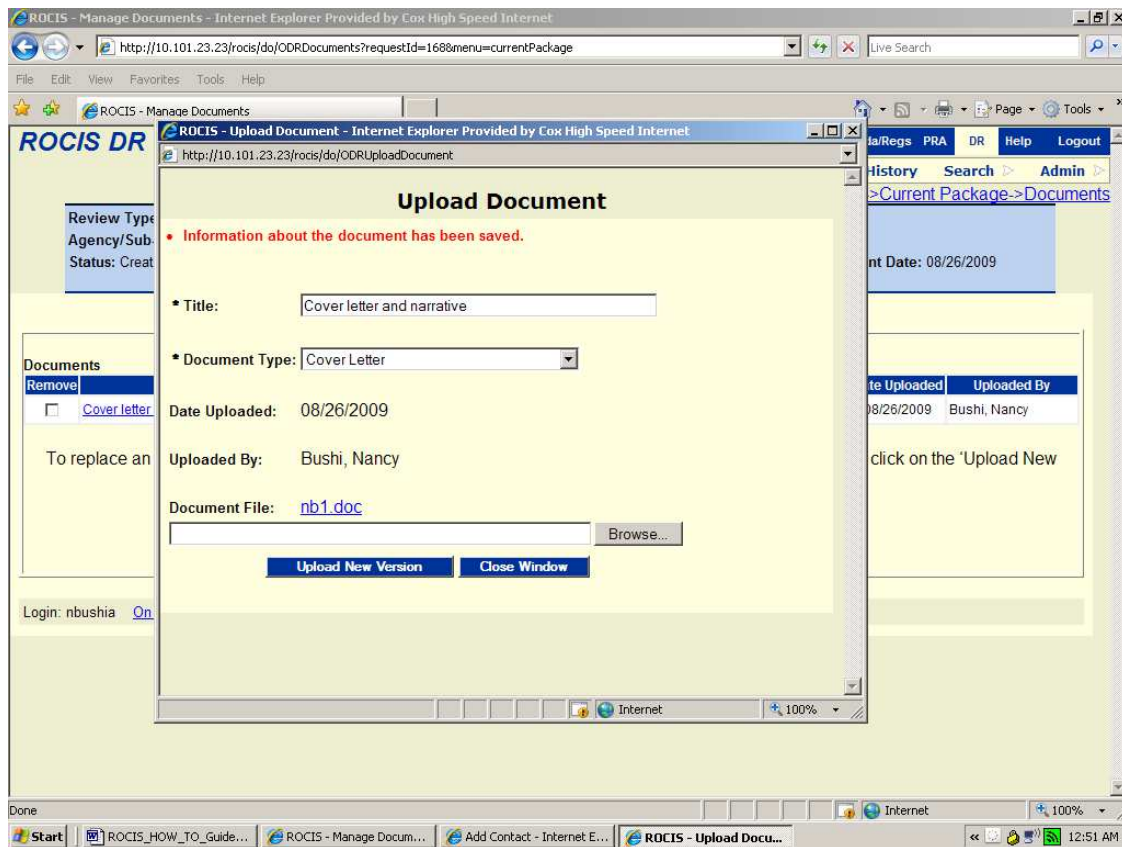 ROCIS - Manage Documents - Internet Explorer Provided by Cox High Speed Internet
http://10.101.23.23/rocis/do/ODRDocuments?requestId=168&menu=currentPackage
Live Search
File Edit View Favorites Tools Help
ROCIS - Manage Documents
Page Tools
ROCIS DR
da/Regs PRA DR Help Logout
History Search Admin
>Current Package->Documents
Review Type
Agency/Sub-
Status: Creat
nt Date: 08/26/2009
Documents
Remove
te Uploaded Uploaded By
Cover letter
08/26/2009 Bushi, Nancy
To replace an
click on the 'Upload New
Login: nbushia On
ROCIS - Upload Document - Internet Explorer Provided by Cox High Speed Internet
http://10.101.23.23/rocis/do/ODRUploadDocument
Upload Document
• Information about the document has been saved.
* Title: Cover letter and narrative
* Document Type: Cover Letter
Date Uploaded: 08/26/2009
Uploaded By: Bushi, Nancy
Document File: nb1.doc
Browse...
Upload New Version Close Window
Internet 100%
Done
Internet 100%
Start ROCIS_HOW_TO_Guide... ROCIS - Manage Docum... Add Contact - Internet E... ROCIS - Upload Docu... « 12:51 AM